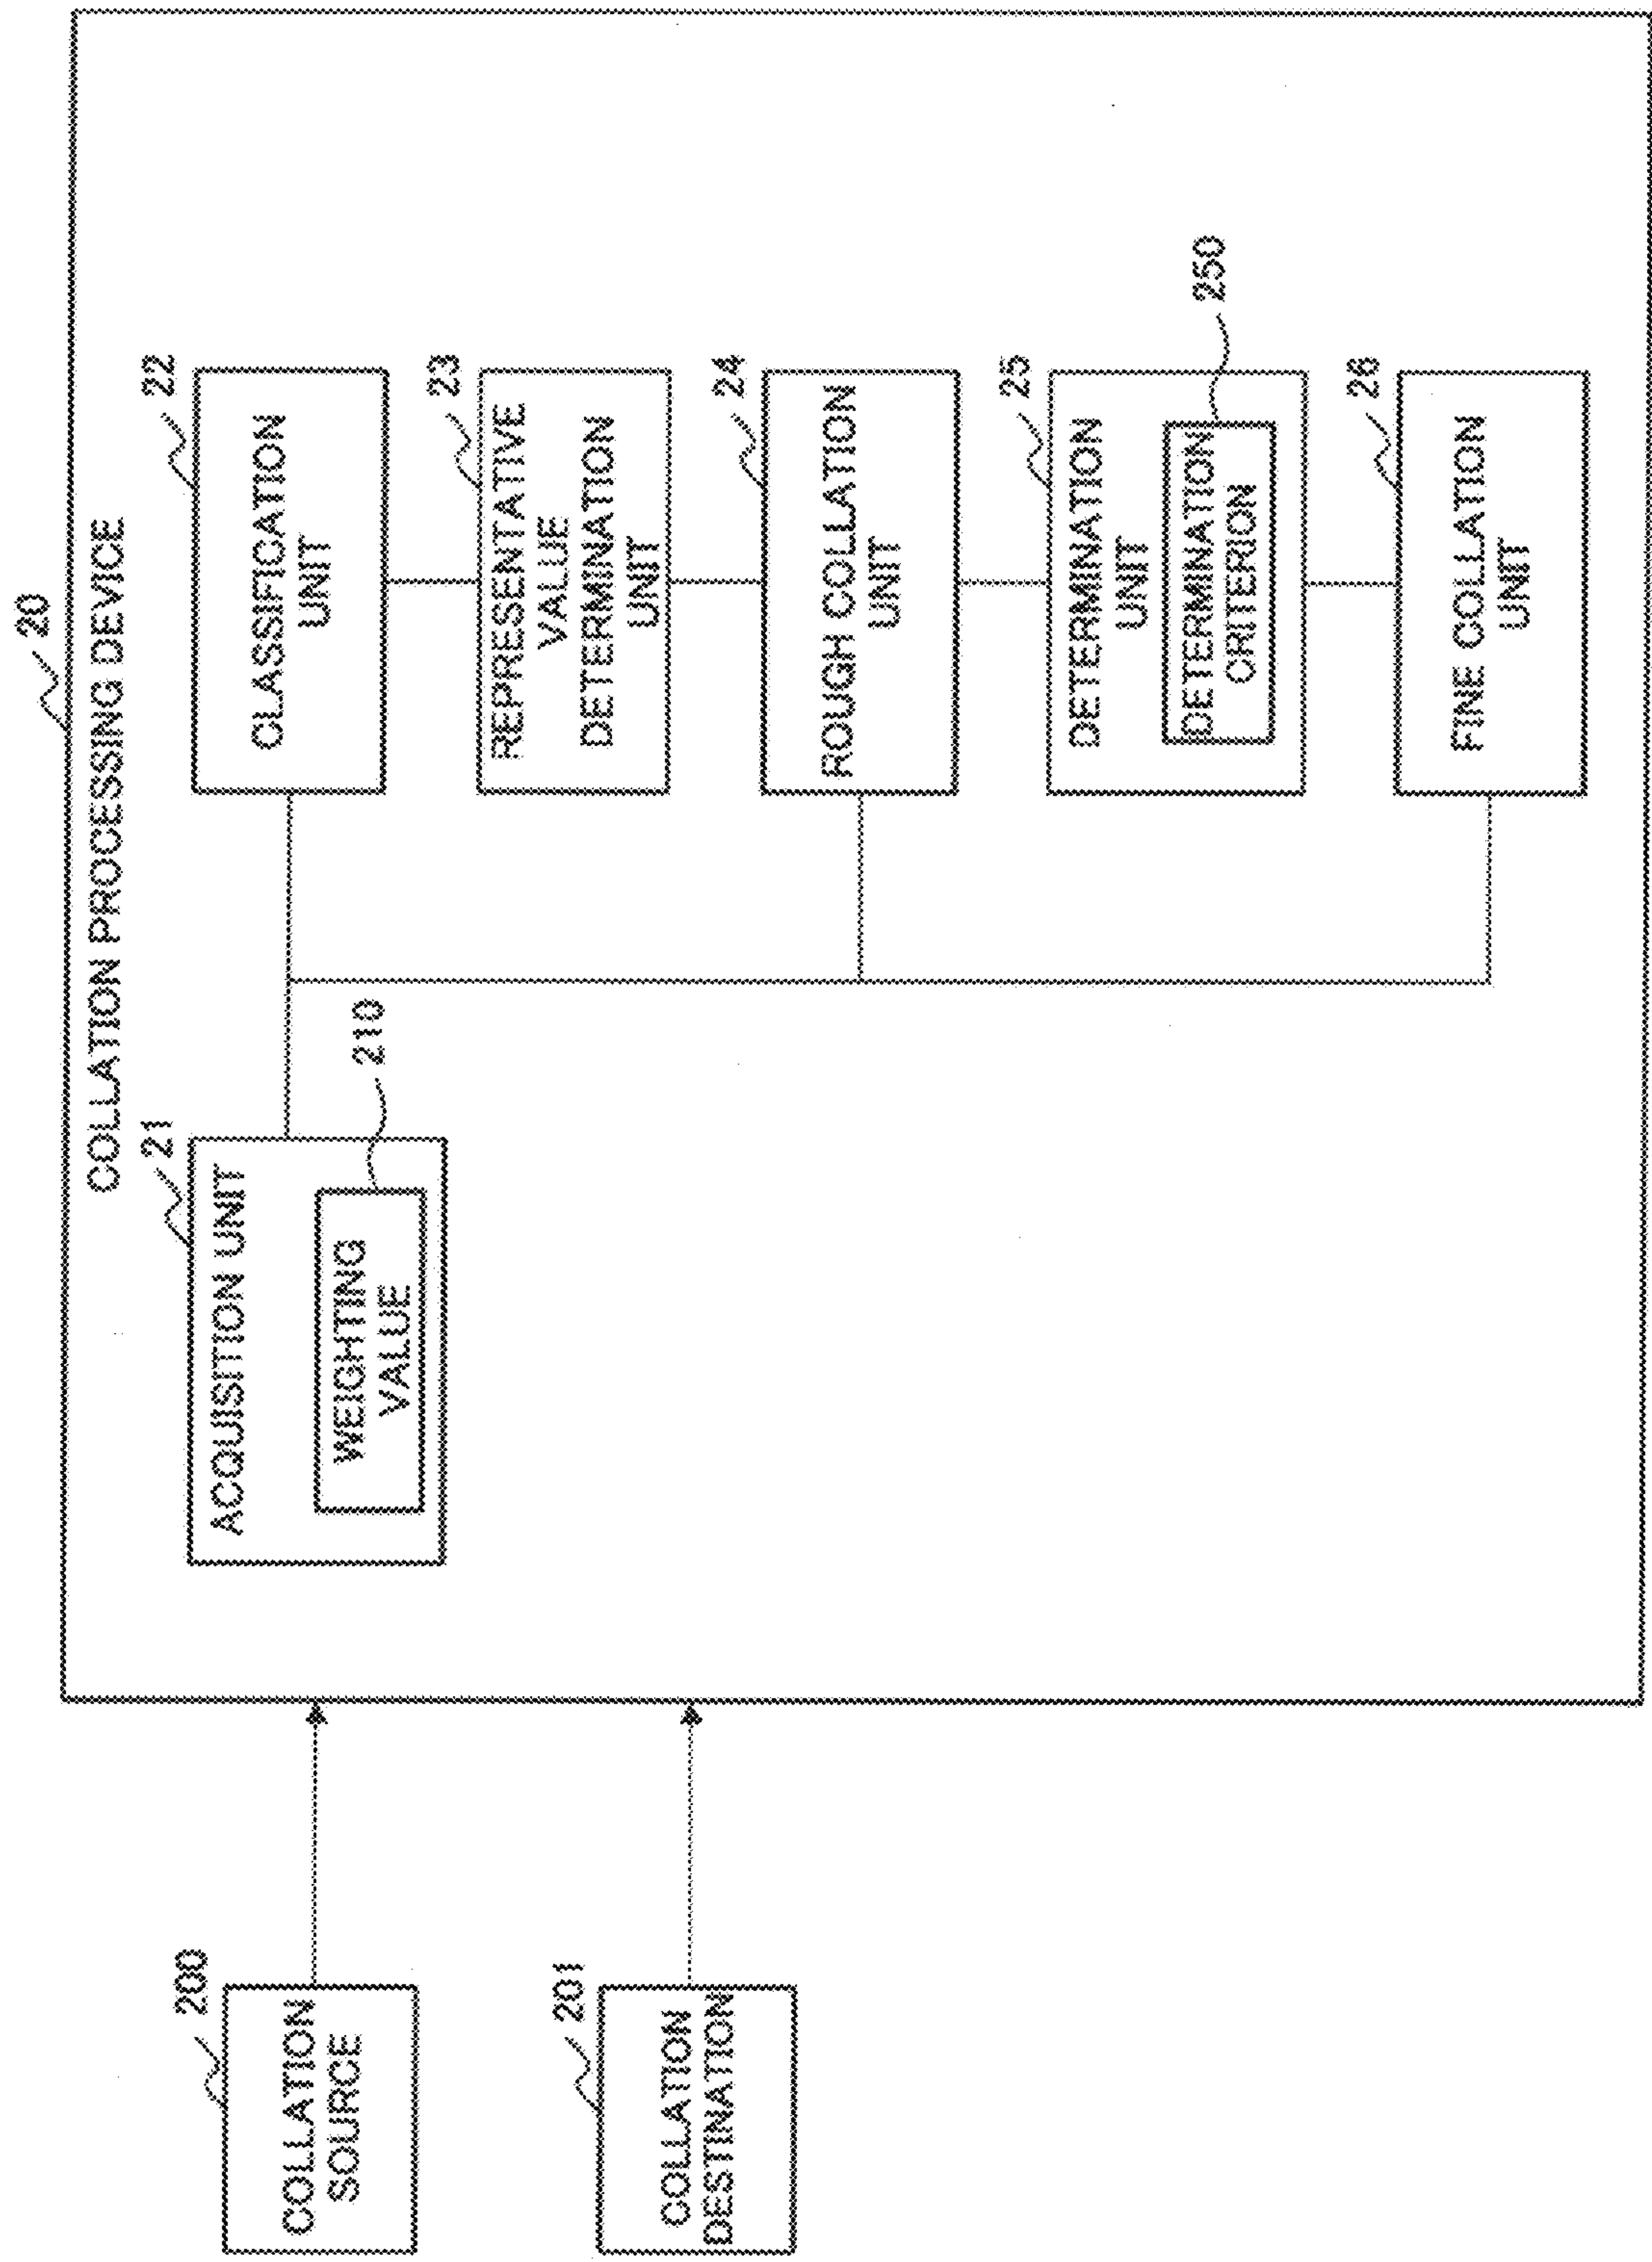 20
COLLATION PROCESSING DEVICE
200
COLLATION
SOURCE
201
COLLATION
DESTINATION
21
ACQUISITION UNIT
210
WEIGHTING
VALUE
22
CLASSIFICATION
UNIT
23
REPRESENTATIVE
VALUE
DETERMINATION
UNIT
24
ROUGH COLLATION
UNIT
25
DETERMINATION
UNIT
250
DETERMINATION
CRITERION
26
FINE COLLATION
UNIT